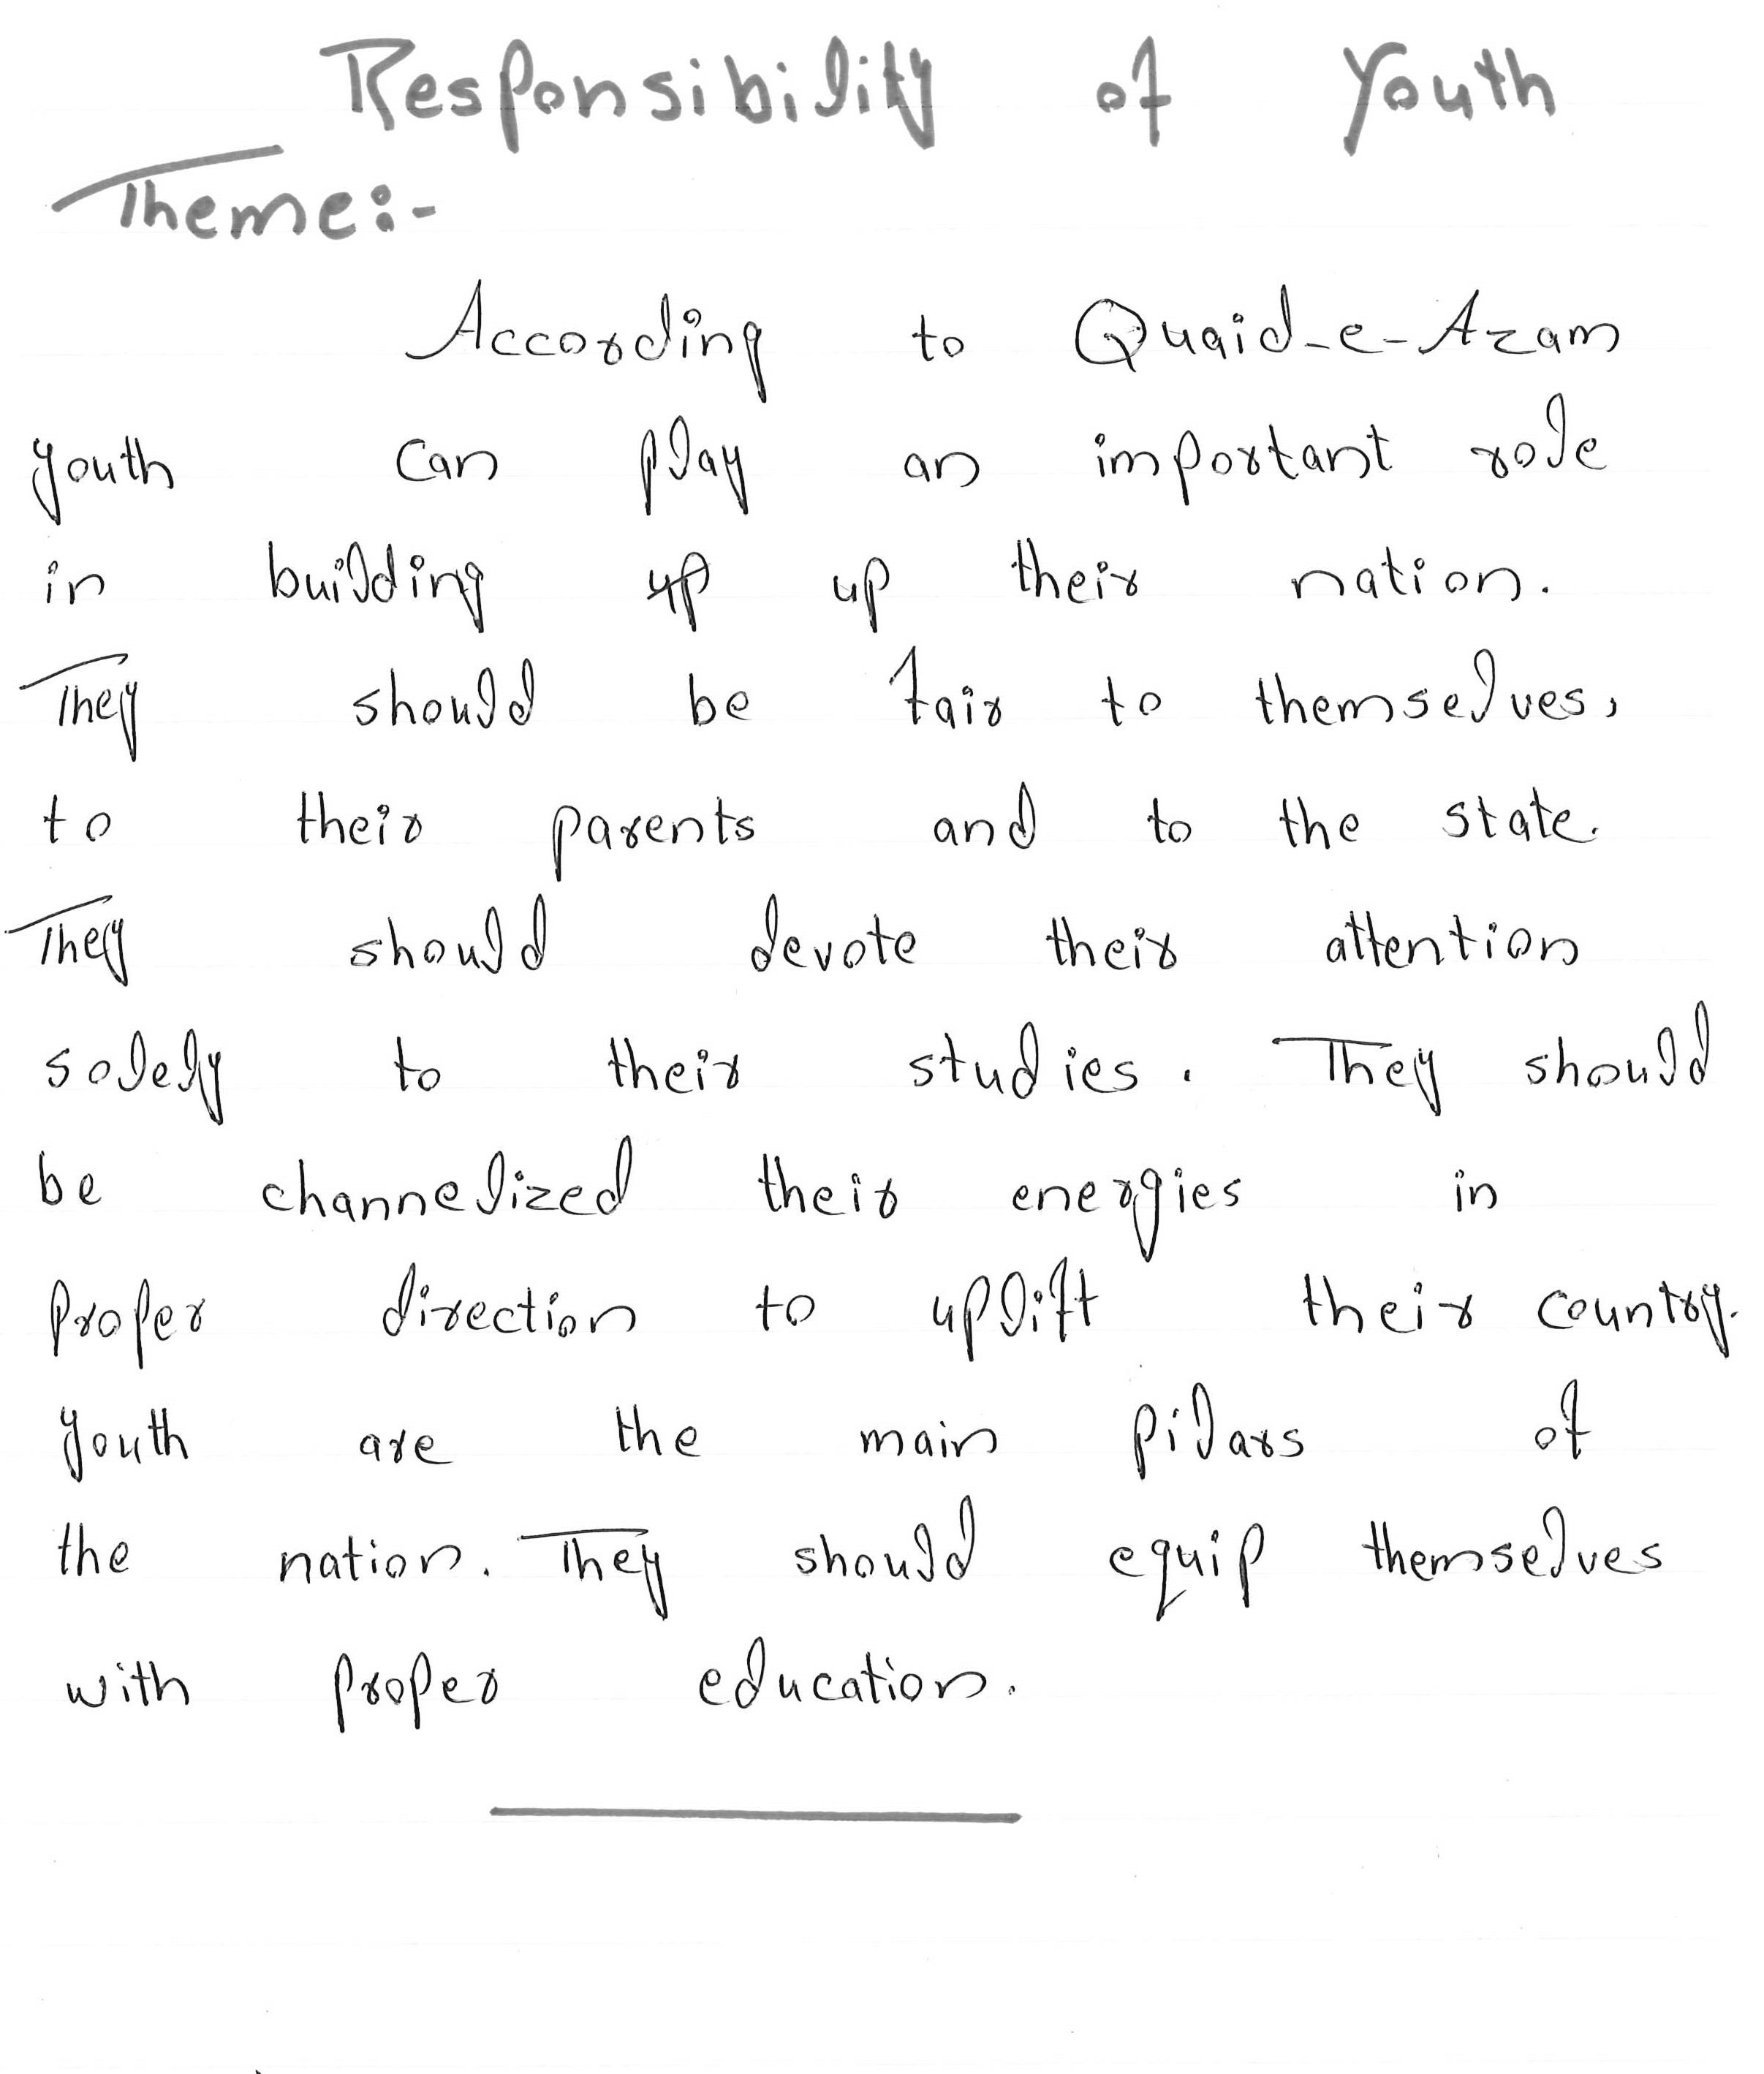 Responsibility of Youth
Theme:-
According to Quaid-e-Azam
youth can play an important role
in building up up their nation.
They should be fair to themselves,
to their parents and to the state.
They should devote their attention
solely to their studies. They should
be channelized their energies in
proper direction to uplift their country.
Youth are the main pilars of
the nation. They should equip themselves
with proper education.